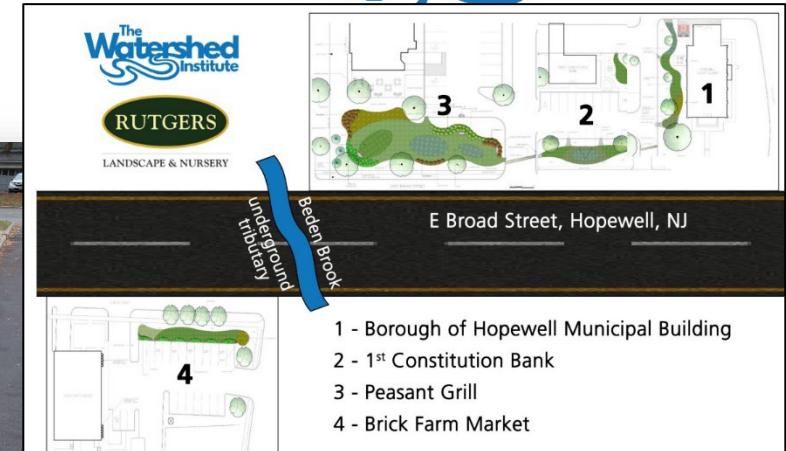 The
Watershed
Institute
RUTGERS
LANDSCAPE & NURSERY
3
2
1
E Broad Street, Hopewell, NJ
Beden Brook
underground
tributary
4
1 - Borough of Hopewell Municipal Building
2 - 1st Constitution Bank
3 - Peasant Grill
4 - Brick Farm Market